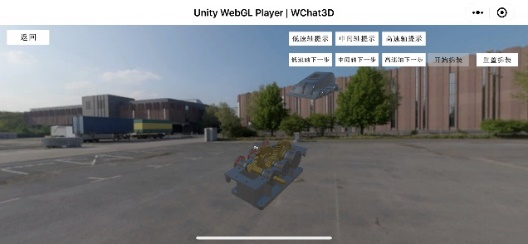 Unity WebGL Player | WChat3D
返回
低速轴提示 中间轴提示 高速轴提示
低速轴下一步 中间轴下一步 高速轴下一步 开始拆装 重置拆装